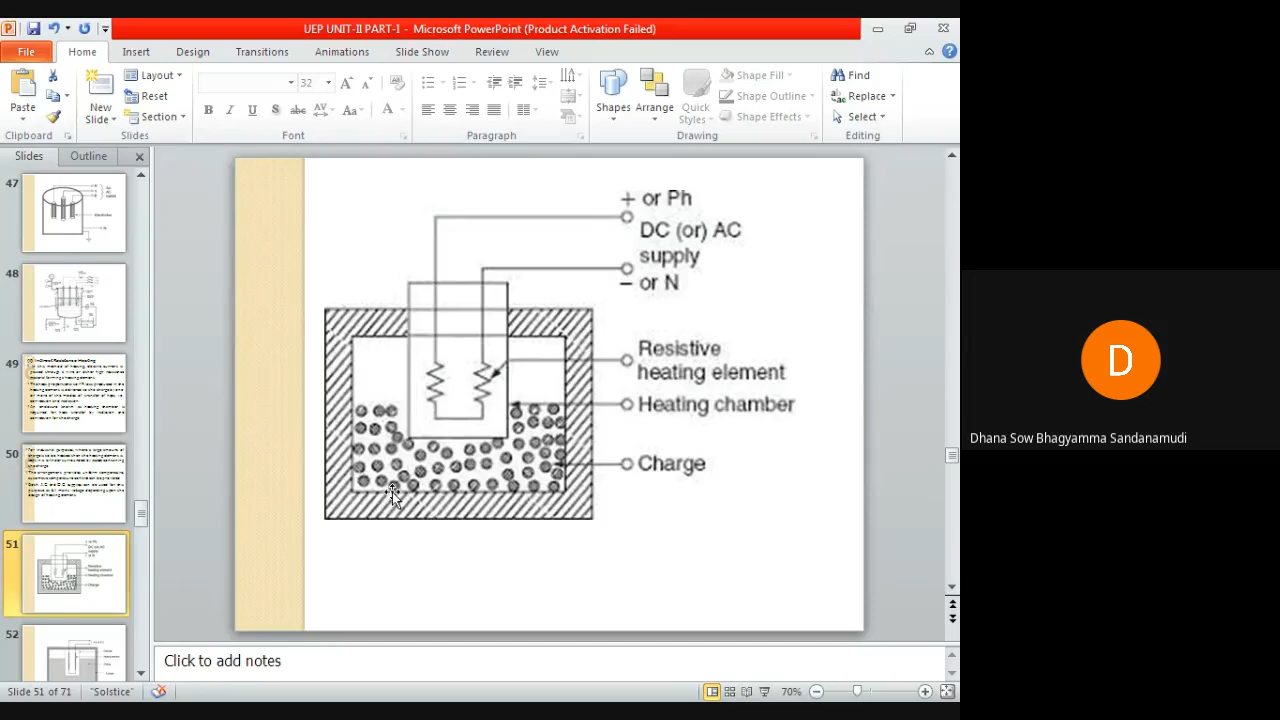 UEP UNIT-II PART-I - Microsoft PowerPoint (Product Activation Failed)
File Home Insert Design Transitions Animations Slide Show Review View
Paste
New
Slide
Layout
Reset
Section
32
Shapes
Arrange
Quick
Styles
Shape Fill
Shape Outline
Shape Effects
Find
Replace
Select
Clipboard Slides Font Paragraph Drawing Editing
Slides Outline
47
48
49
50
51
52
+ or Ph
DC (or) AC
supply
– or N
Resistive
heating element
Heating chamber
Charge
Click to add notes
Slide 51 of 71 "Solstice" 70%
D
Dhana Sow Bhagyamma Sandanamudi